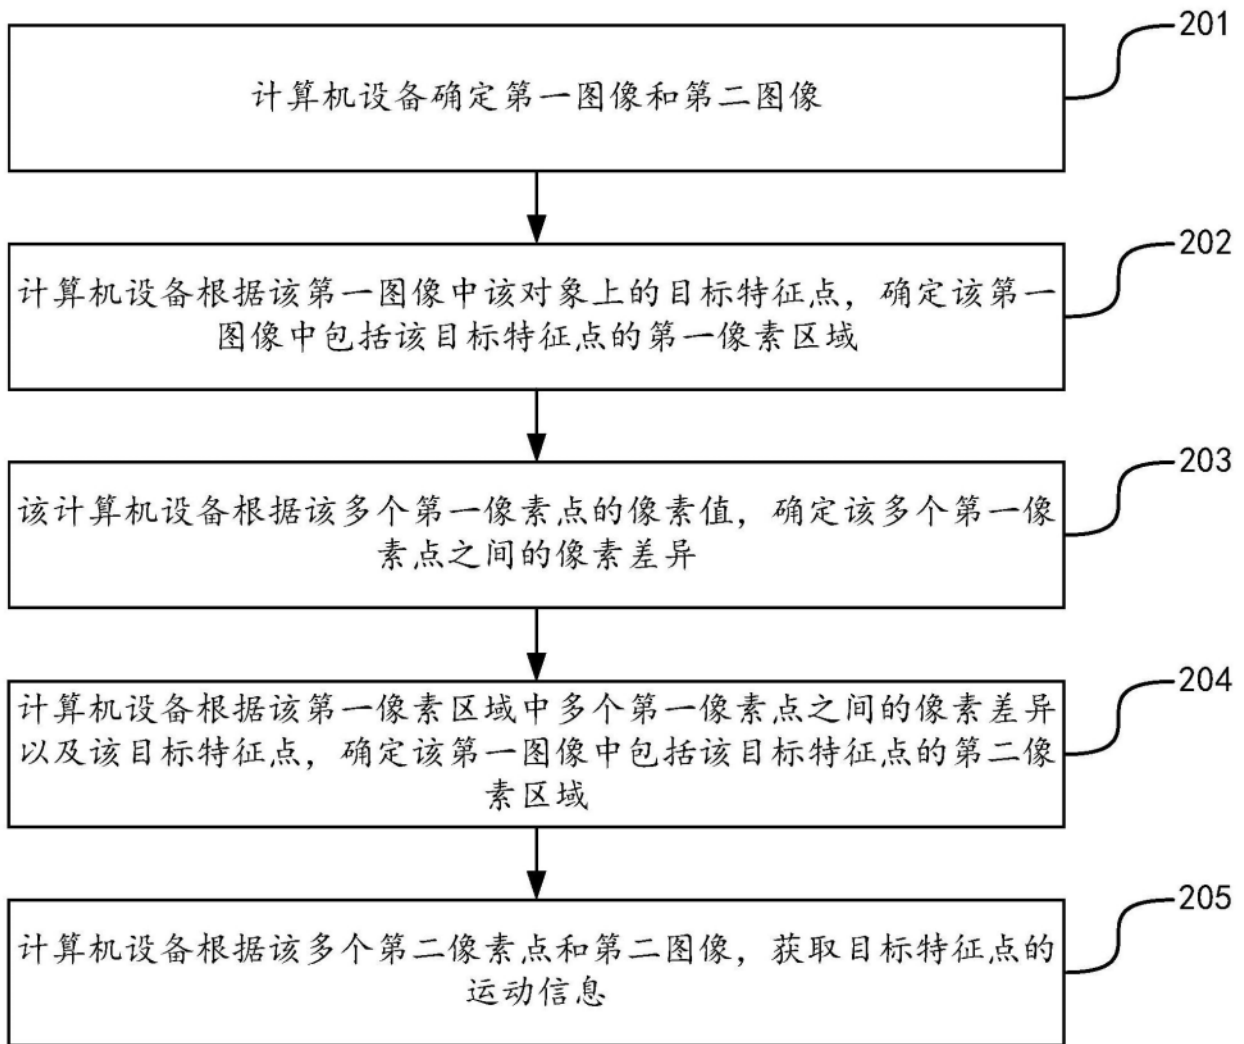 201
计算机设备确定第一图像和第二图像
202
计算机设备根据该第一图像中该对象上的目标特征点，确定该第一
图像中包括该目标特征点的第一像素区域
203
该计算机设备根据该多个第一像素点的像素值，确定该多个第一像
素点之间的像素差异
204
计算机设备根据该第一像素区域中多个第一像素点之间的像素差异
以及该目标特征点，确定该第一图像中包括该目标特征点的第二像
素区域
205
计算机设备根据该多个第二像素点和第二图像，获取目标特征点的
运动信息